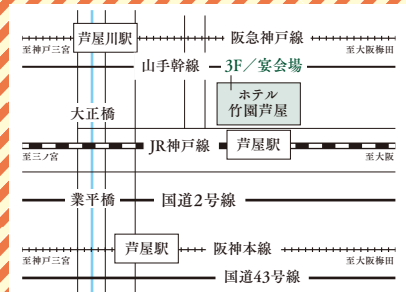 芦屋川駅
阪急神戸線
至神戸三宮
至大阪梅田
山手幹線
3F／宴会場
ホテル
竹園芦屋
大正橋
JR神戸線
芦屋駅
至三ノ宮
至大阪
業平橋
国道2号線
芦屋駅
阪神本線
至神戸三宮
至大阪梅田
国道43号線